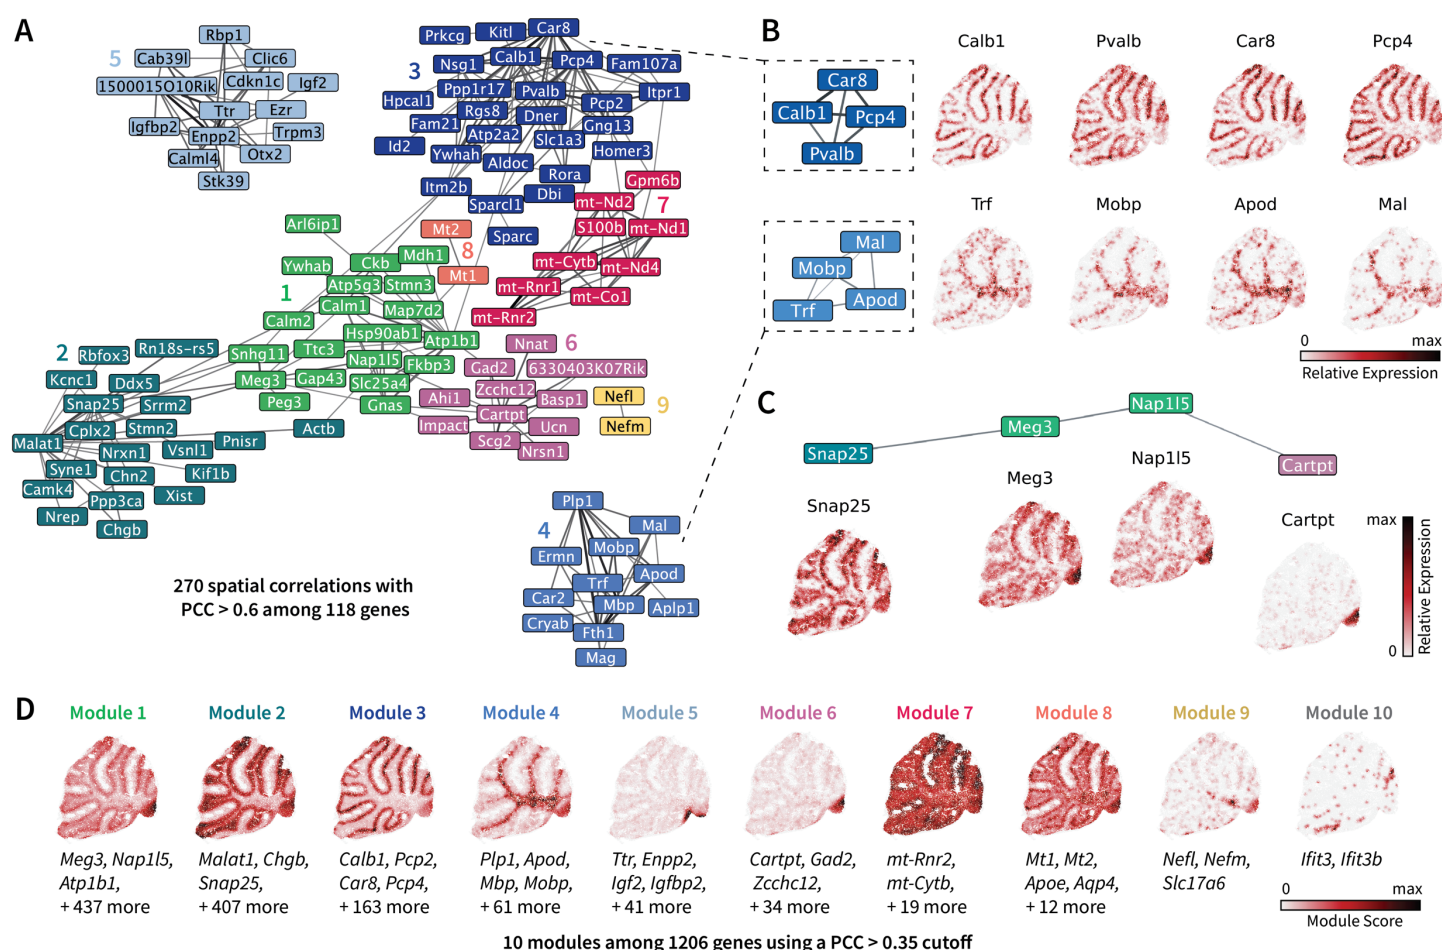 A
5
Rbp1
Cab39l
Clic6
1500015O10Rik
Cdkn1c
Igf2
Ttr
Ezr
Igfbp2
Enpp2
Trpm3
Calml4
Otx2
Stk39
3
Prkcg
Kitl
Car8
Nsg1
Calb1
Pcp4
Fam107a
Hpcal1
Ppp1r17
Pvalb
Itpr1
Rgs8
Pcp2
Fam21
Dner
Gng13
Atp2a2
Slc1a3
Id2
Ywhah
Homer3
Aldoc
Rora
Itm2b
Dbi
Sparcl1
Sparc
7
Gpm6b
mt-Nd2
S100b
mt-Nd1
mt-Cytb
mt-Nd4
mt-Rnr1
mt-Co1
mt-Rnr2
8
Mt2
Mt1
1
Arl6ip1
Ywhab
Ckb
Mdh1
Atp5g3
Stmn3
Calm1
Map7d2
Calm2
Hsp90ab1
Atp1b1
Snhg11
Ttc3
Nap1l5
Fkbp3
Meg3
Gap43
Slc25a4
Peg3
Gnas
2
Rbfox3
Rn18s-rs5
Kcnc1
Ddx5
Snap25
Srrm2
Cplx2
Stmn2
Actb
Malat1
Pnisr
Nrxn1
Vsnl1
Syne1
Chn2
Kif1b
Camk4
Ppp3ca
Xist
Nrep
Chgb
6
Nnat
Gad2
6330403K07Rik
Zcchc12
Ahi1
Basp1
Cartpt
Impact
Ucn
Scg2
Nrsn1
9
Nefl
Nefm
4
Plp1
Mal
Ermn
Mobp
Trf
Apod
Car2
Mbp
Aplp1
Cryab
Fth1
Mag
270 spatial correlations with
PCC > 0.6 among 118 genes
B
Car8
Calb1
Pcp4
Pvalb
Calb1
Pvalb
Car8
Pcp4
Mal
Mobp
Trf
Apod
Trf
Mobp
Apod
Mal
0
max
Relative Expression
C
Snap25
Meg3
Nap1l5
Cartpt
Snap25
Meg3
Nap1l5
Cartpt
max
0
Relative Expression
D
Module 1
Module 2
Module 3
Module 4
Module 5
Module 6
Module 7
Module 8
Module 9
Module 10
Meg3, Nap1l5,
Atp1b1,
+ 437 more
Malat1, Chgb,
Snap25,
+ 407 more
Calb1, Pcp2,
Car8, Pcp4,
+ 163 more
Plp1, Apod,
Mbp, Mobp,
+ 61 more
Ttr, Enpp2,
Igf2, Igfbp2,
+ 41 more
Cartpt, Gad2,
Zcchc12,
+ 34 more
mt-Rnr2,
mt-Cytb,
+ 19 more
Mt1, Mt2,
Apoe, Aqp4,
+ 12 more
Nefl, Nefm,
Slc17a6
Ifit3, Ifit3b
0
max
Module Score
10 modules among 1206 genes using a PCC > 0.35 cutoff